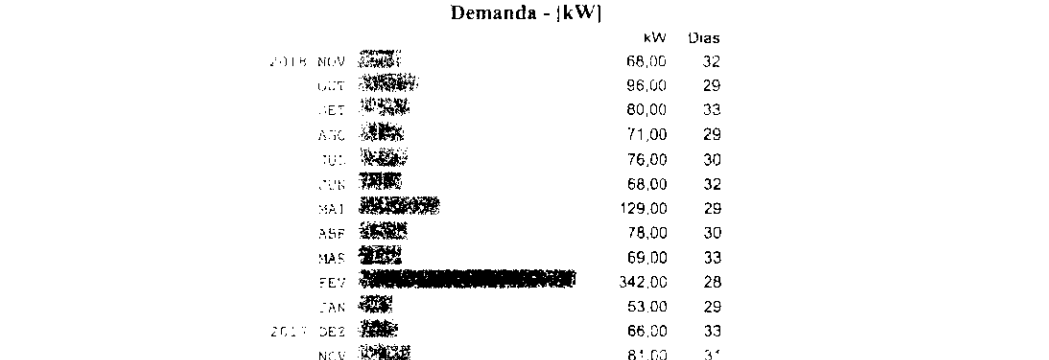 Demanda - [kW]
kW Dias
2018 NOV 68,00 32
OUT 96,00 29
SET 80,00 33
AGO 71,00 29
JUL 76,00 30
JUN 68,00 32
MAI 129,00 29
ABR 78,00 30
MAR 69,00 33
FEV 342,00 28
JAN 53,00 29
2017 DEZ 66,00 33
NOV 81,00 31